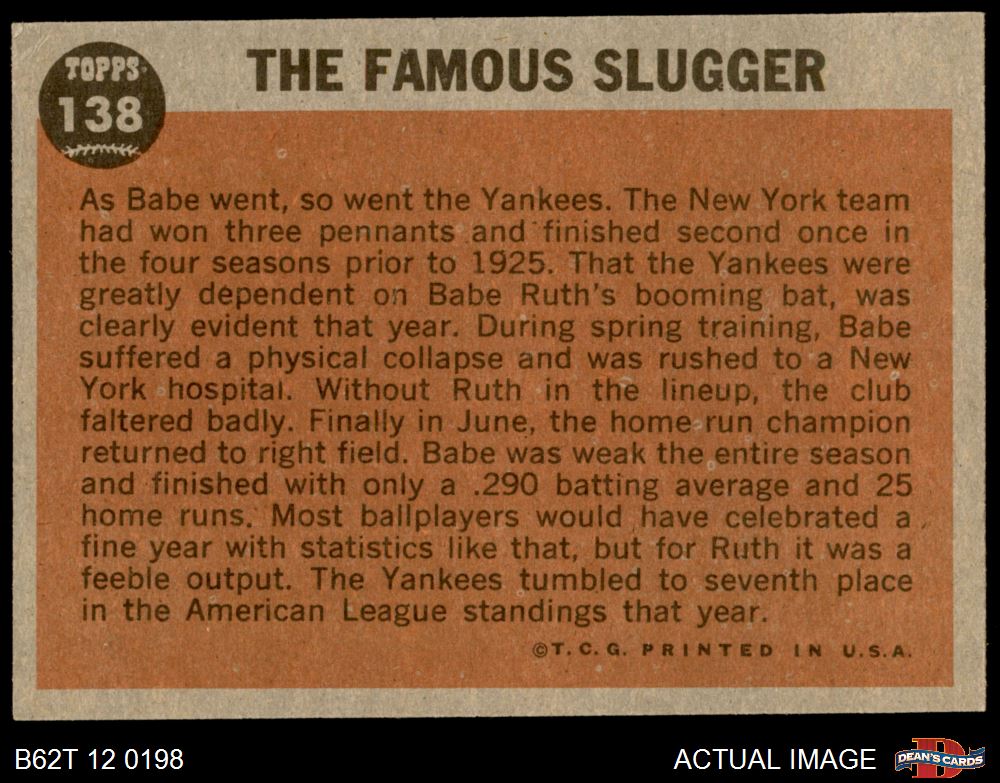 TOPPS
138
THE FAMOUS SLUGGER
As Babe went, so went the Yankees. The New York team
had won three pennants and finished second once in
the four seasons prior to 1925. That the Yankees were
greatly dependent on Babe Ruth's booming bat, was
clearly evident that year. During spring training, Babe
suffered a physical collapse and was rushed to a New
York hospital. Without Ruth in the lineup, the club
faltered badly. Finally in June, the home run champion
returned to right field. Babe was weak the entire season
and finished with only a .290 batting average and 25
home runs. Most ballplayers would have celebrated a
fine year with statistics like that, but for Ruth it was a
feeble output. The Yankees tumbled to seventh place
in the American League standings that year.
©T.C.G. PRINTED IN U.S.A.
B62T 12 0198
ACTUAL IMAGE
D
DEAN'S CARDS